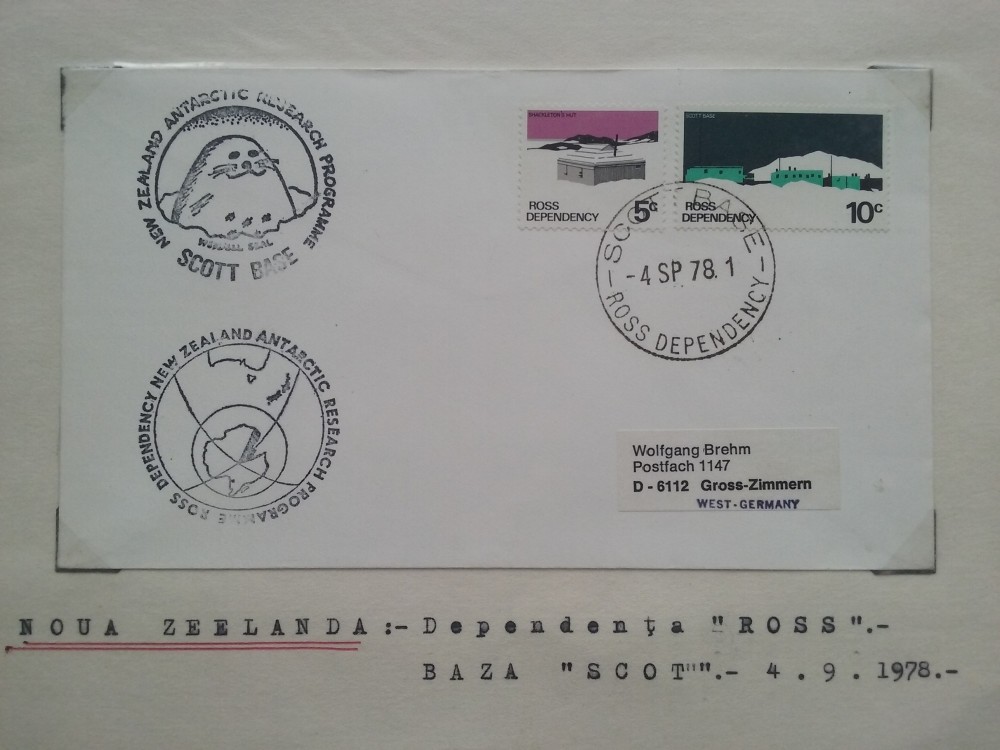 NEW ZEALAND ANTARCTIC RESEARCH PROGRAMME
WEDDELL SEAL
SCOTT BASE
SHACKLETON'S HUT
ROSS
DEPENDENCY
5c
SCOTT BASE
ROSS
DEPENDENCY
10c
SCOTT BASE
-4 SP 78.1
ROSS DEPENDENCY
ROSS DEPENDENCY NEW ZEALAND ANTARCTIC RESEARCH PROGRAMME
Wolfgang Brehm
Postfach 1147
D - 6112 Gross-Zimmern
WEST-GERMANY
NOUA ZEELANDA:- Dependenţa "ROSS".-
BAZA "SCOT"".- 4.9.1978.-